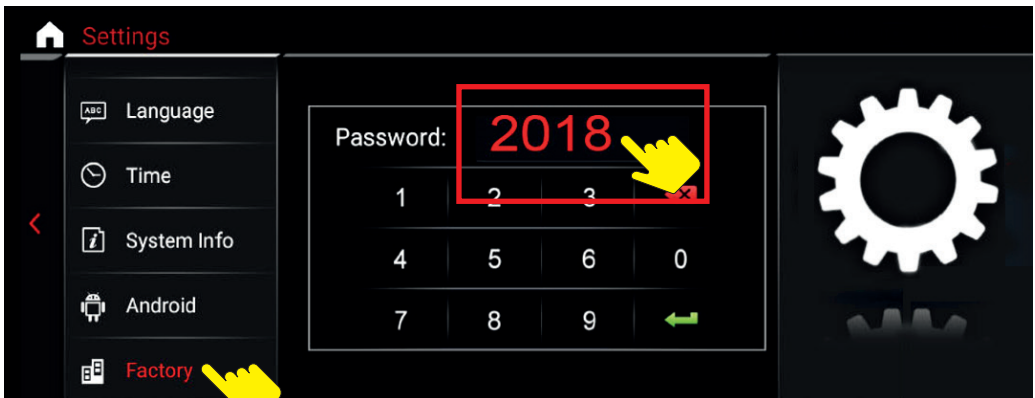 Settings
ABC Language
Time
i System Info
Android
Factory
Password: 2018
1 2 3
4 5 6 0
7 8 9